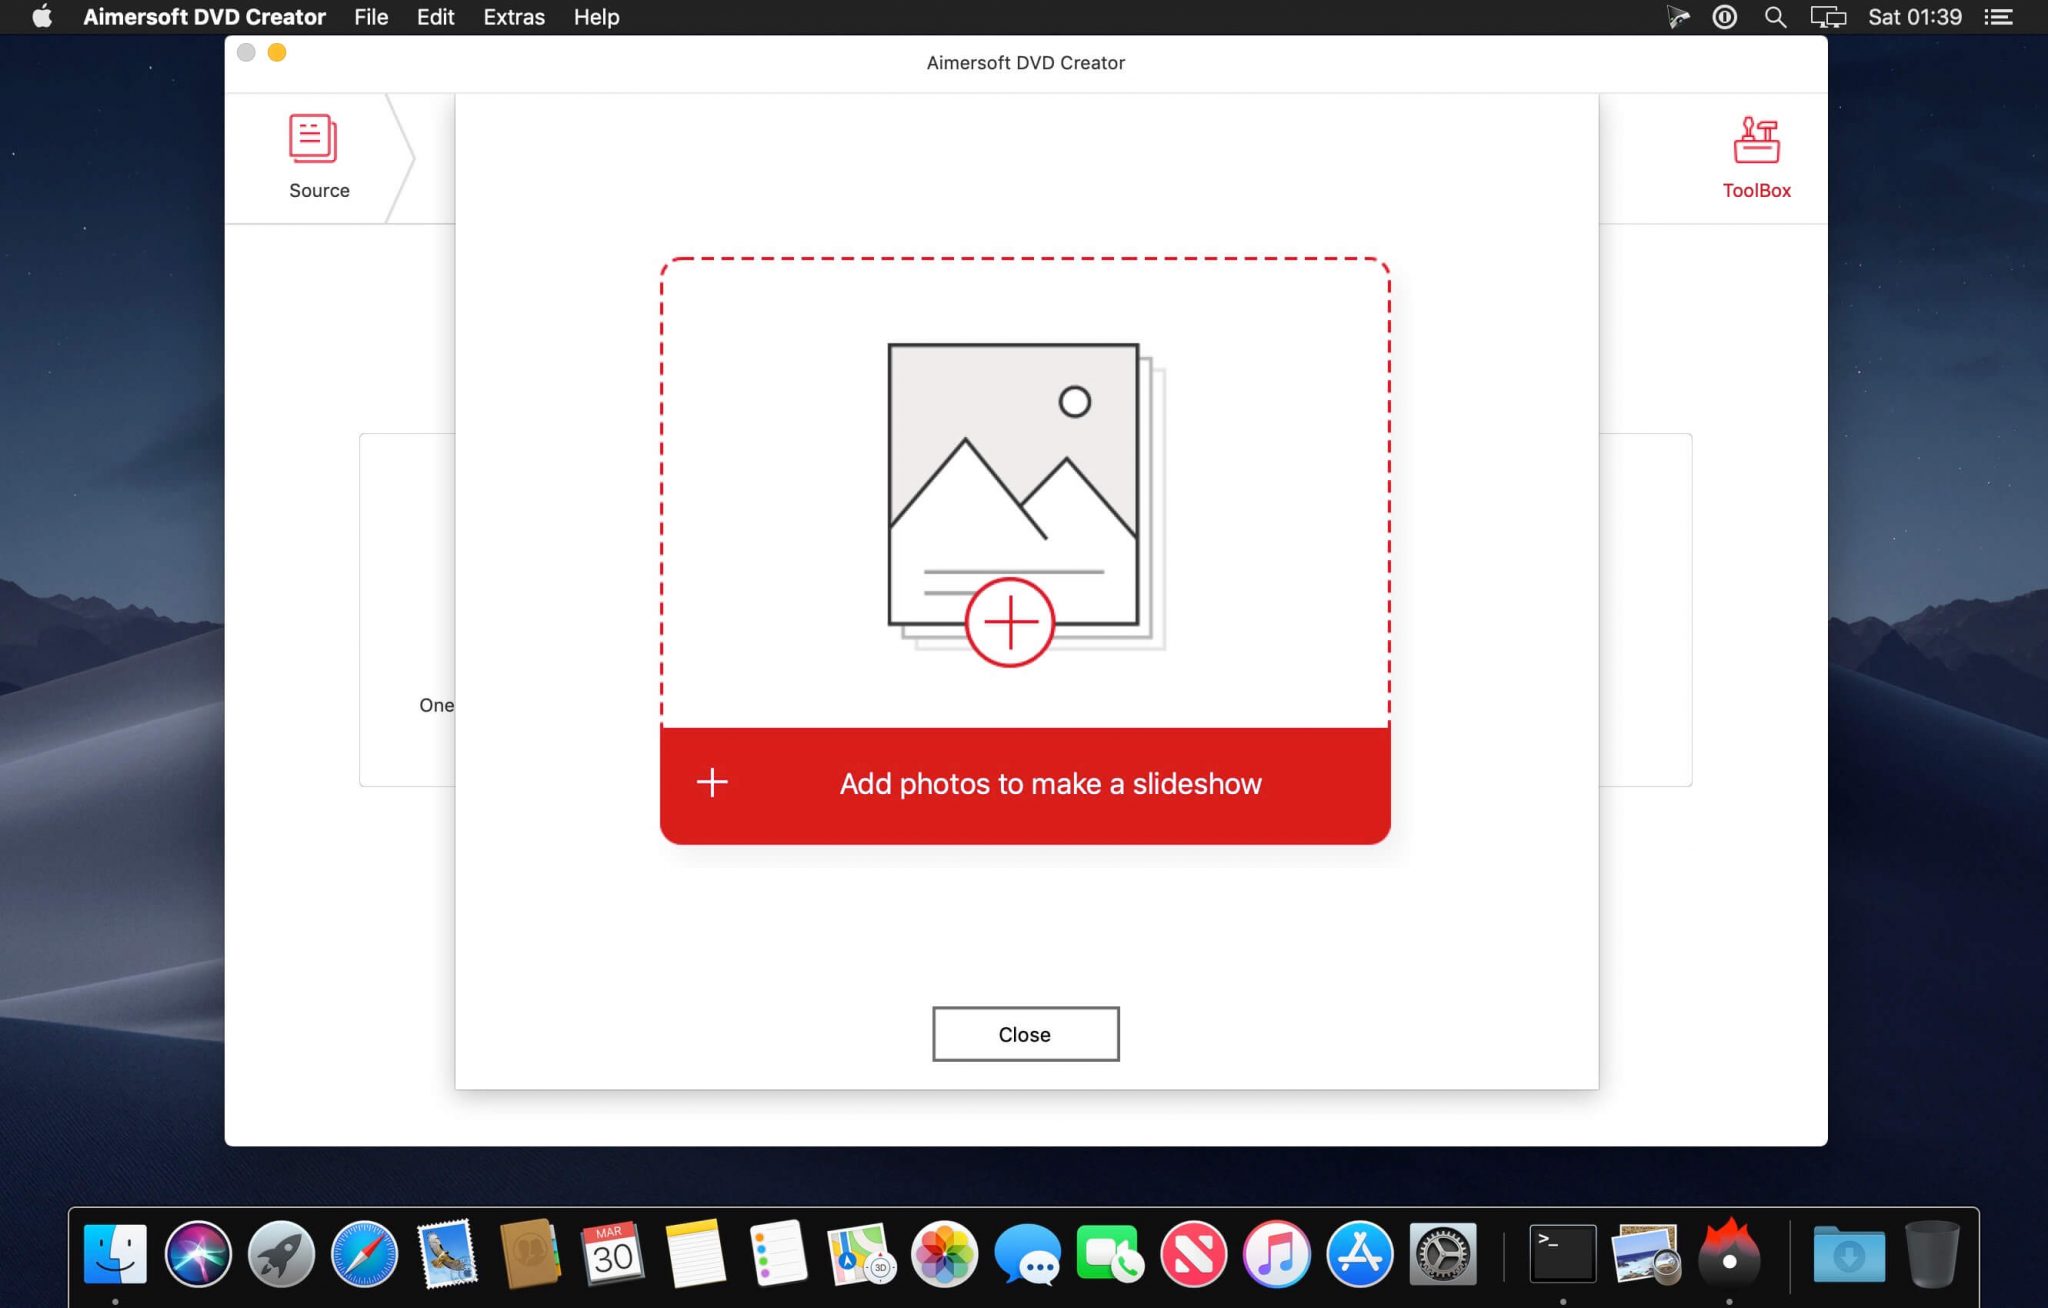 Aimersoft DVD Creator File Edit Extras Help Sat 01:39
Aimersoft DVD Creator
Source
ToolBox
One
Add photos to make a slideshow
Close
MAR
30
3D
>_